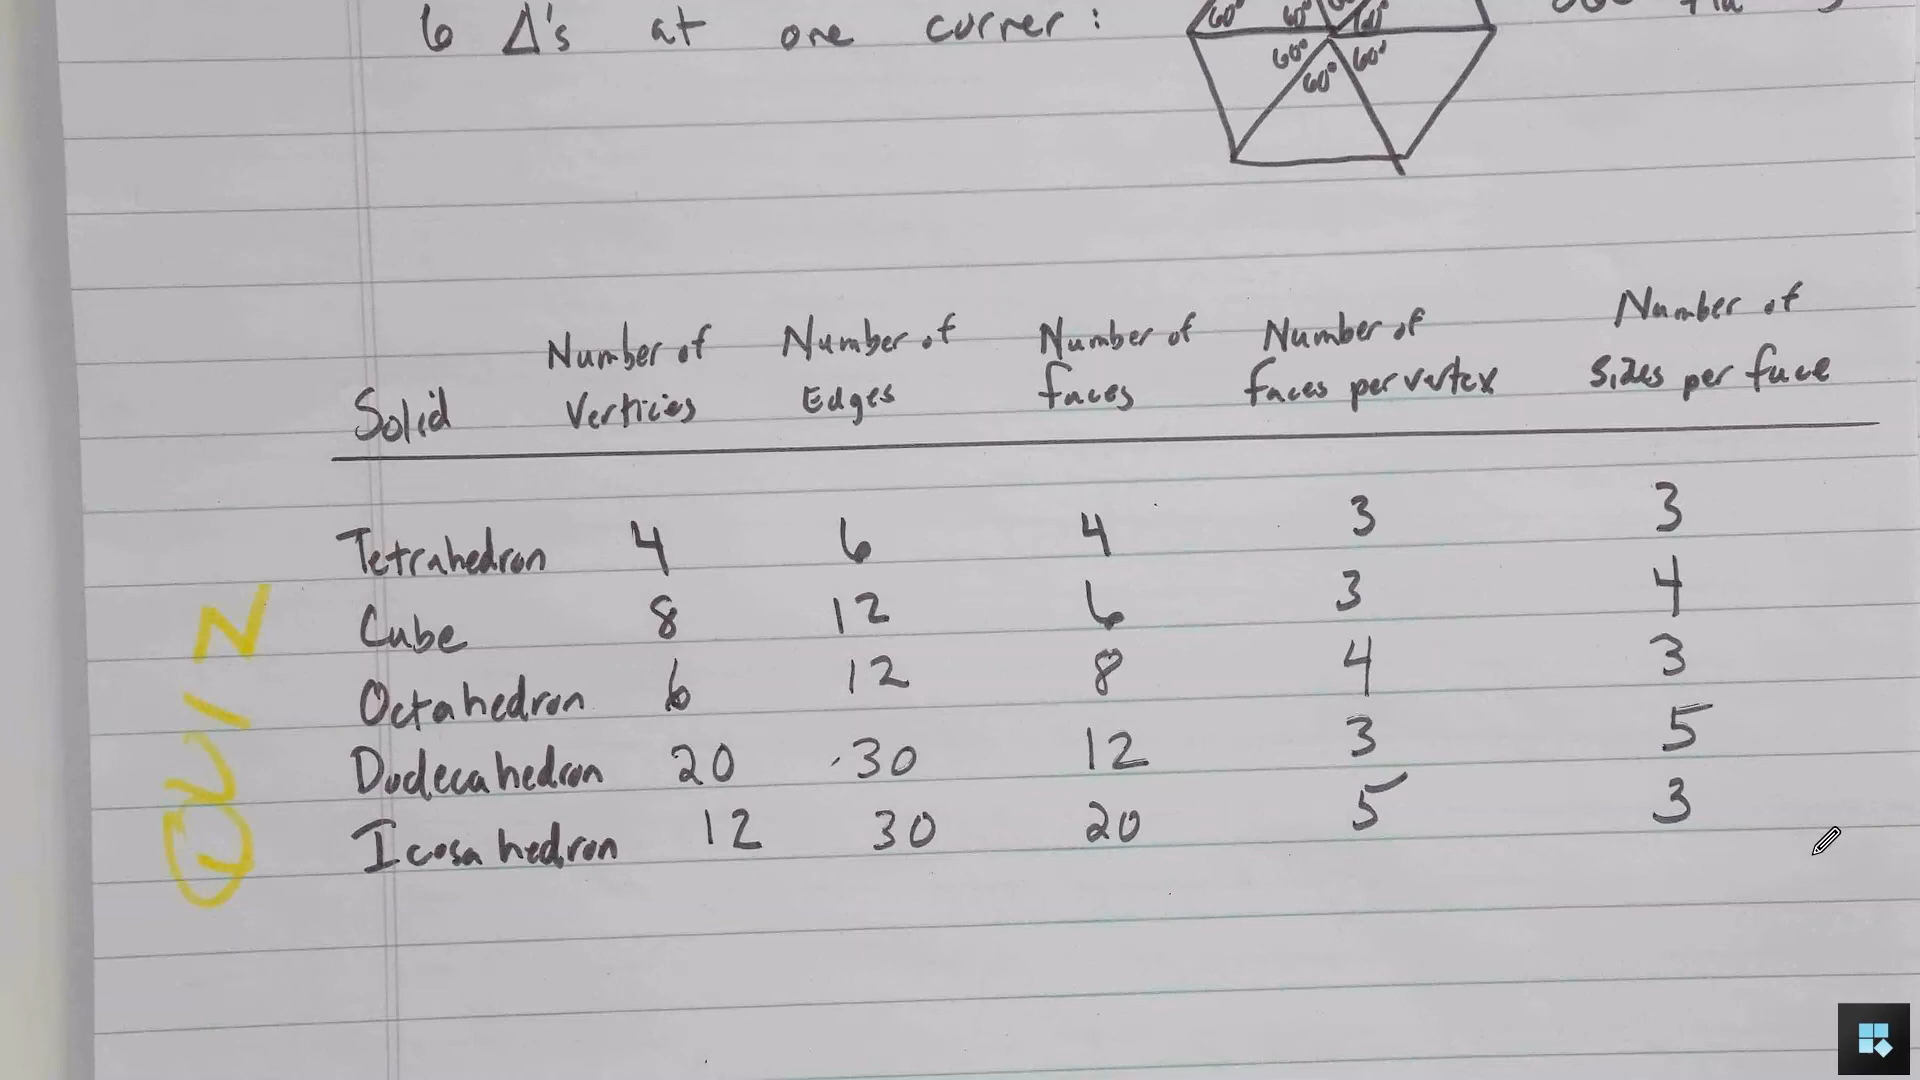 6 Δ's at one corner:
60° 60° 60°
60° 60°
60°
Number of Number of Number of Number of Number of
Solid Verticies Edges faces faces per vertex Sizes per face
Tetrahedron 4 6 4 3 3
Cube 8 12 6 3 4
Octahedron 6 12 8 4 3
Dodecahedron 20 30 12 3 5
Icosahedron 12 30 20 5 3
QUIZ